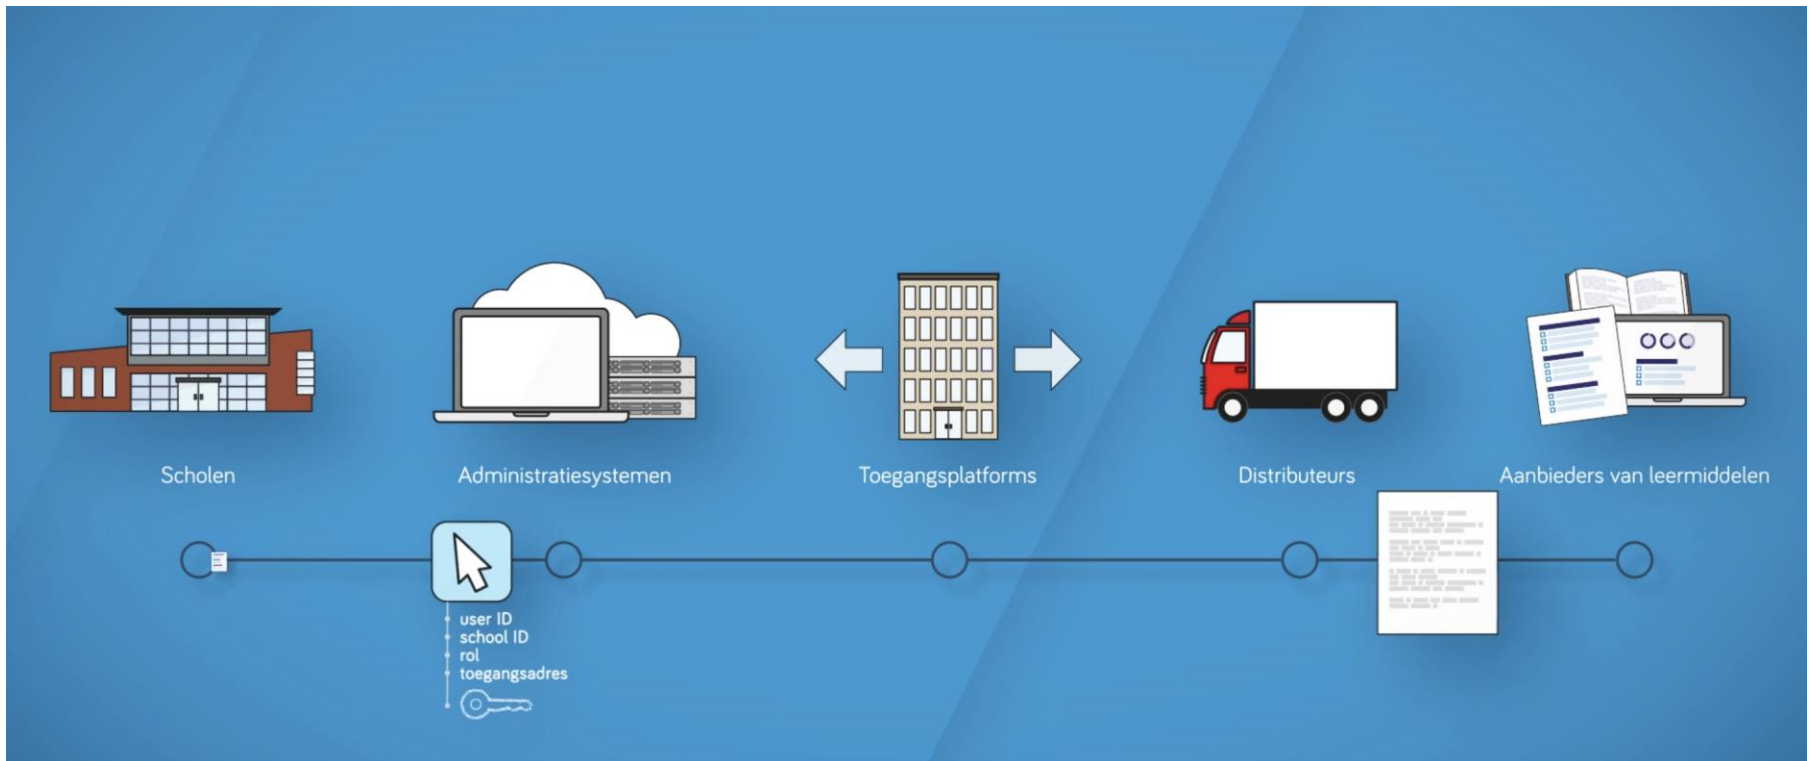 Scholen
Administratiesystemen
Toegangsplatforms
Distributeurs
Aanbieders van leermiddelen
user ID
school ID
rol
toegangsadres